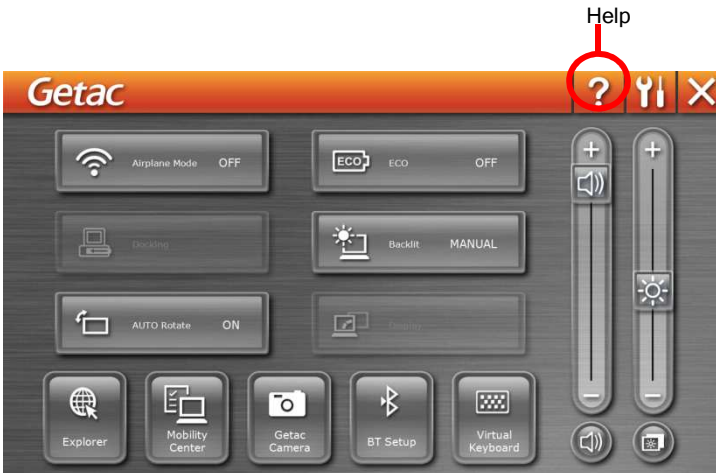 Help
Getac
?
Airplane Mode OFF
ECO ECO OFF
Docking
Backlit MANUAL
AUTO Rotate ON
Display
Explorer
Mobility
Center
Getac
Camera
BT Setup
Virtual
Keyboard